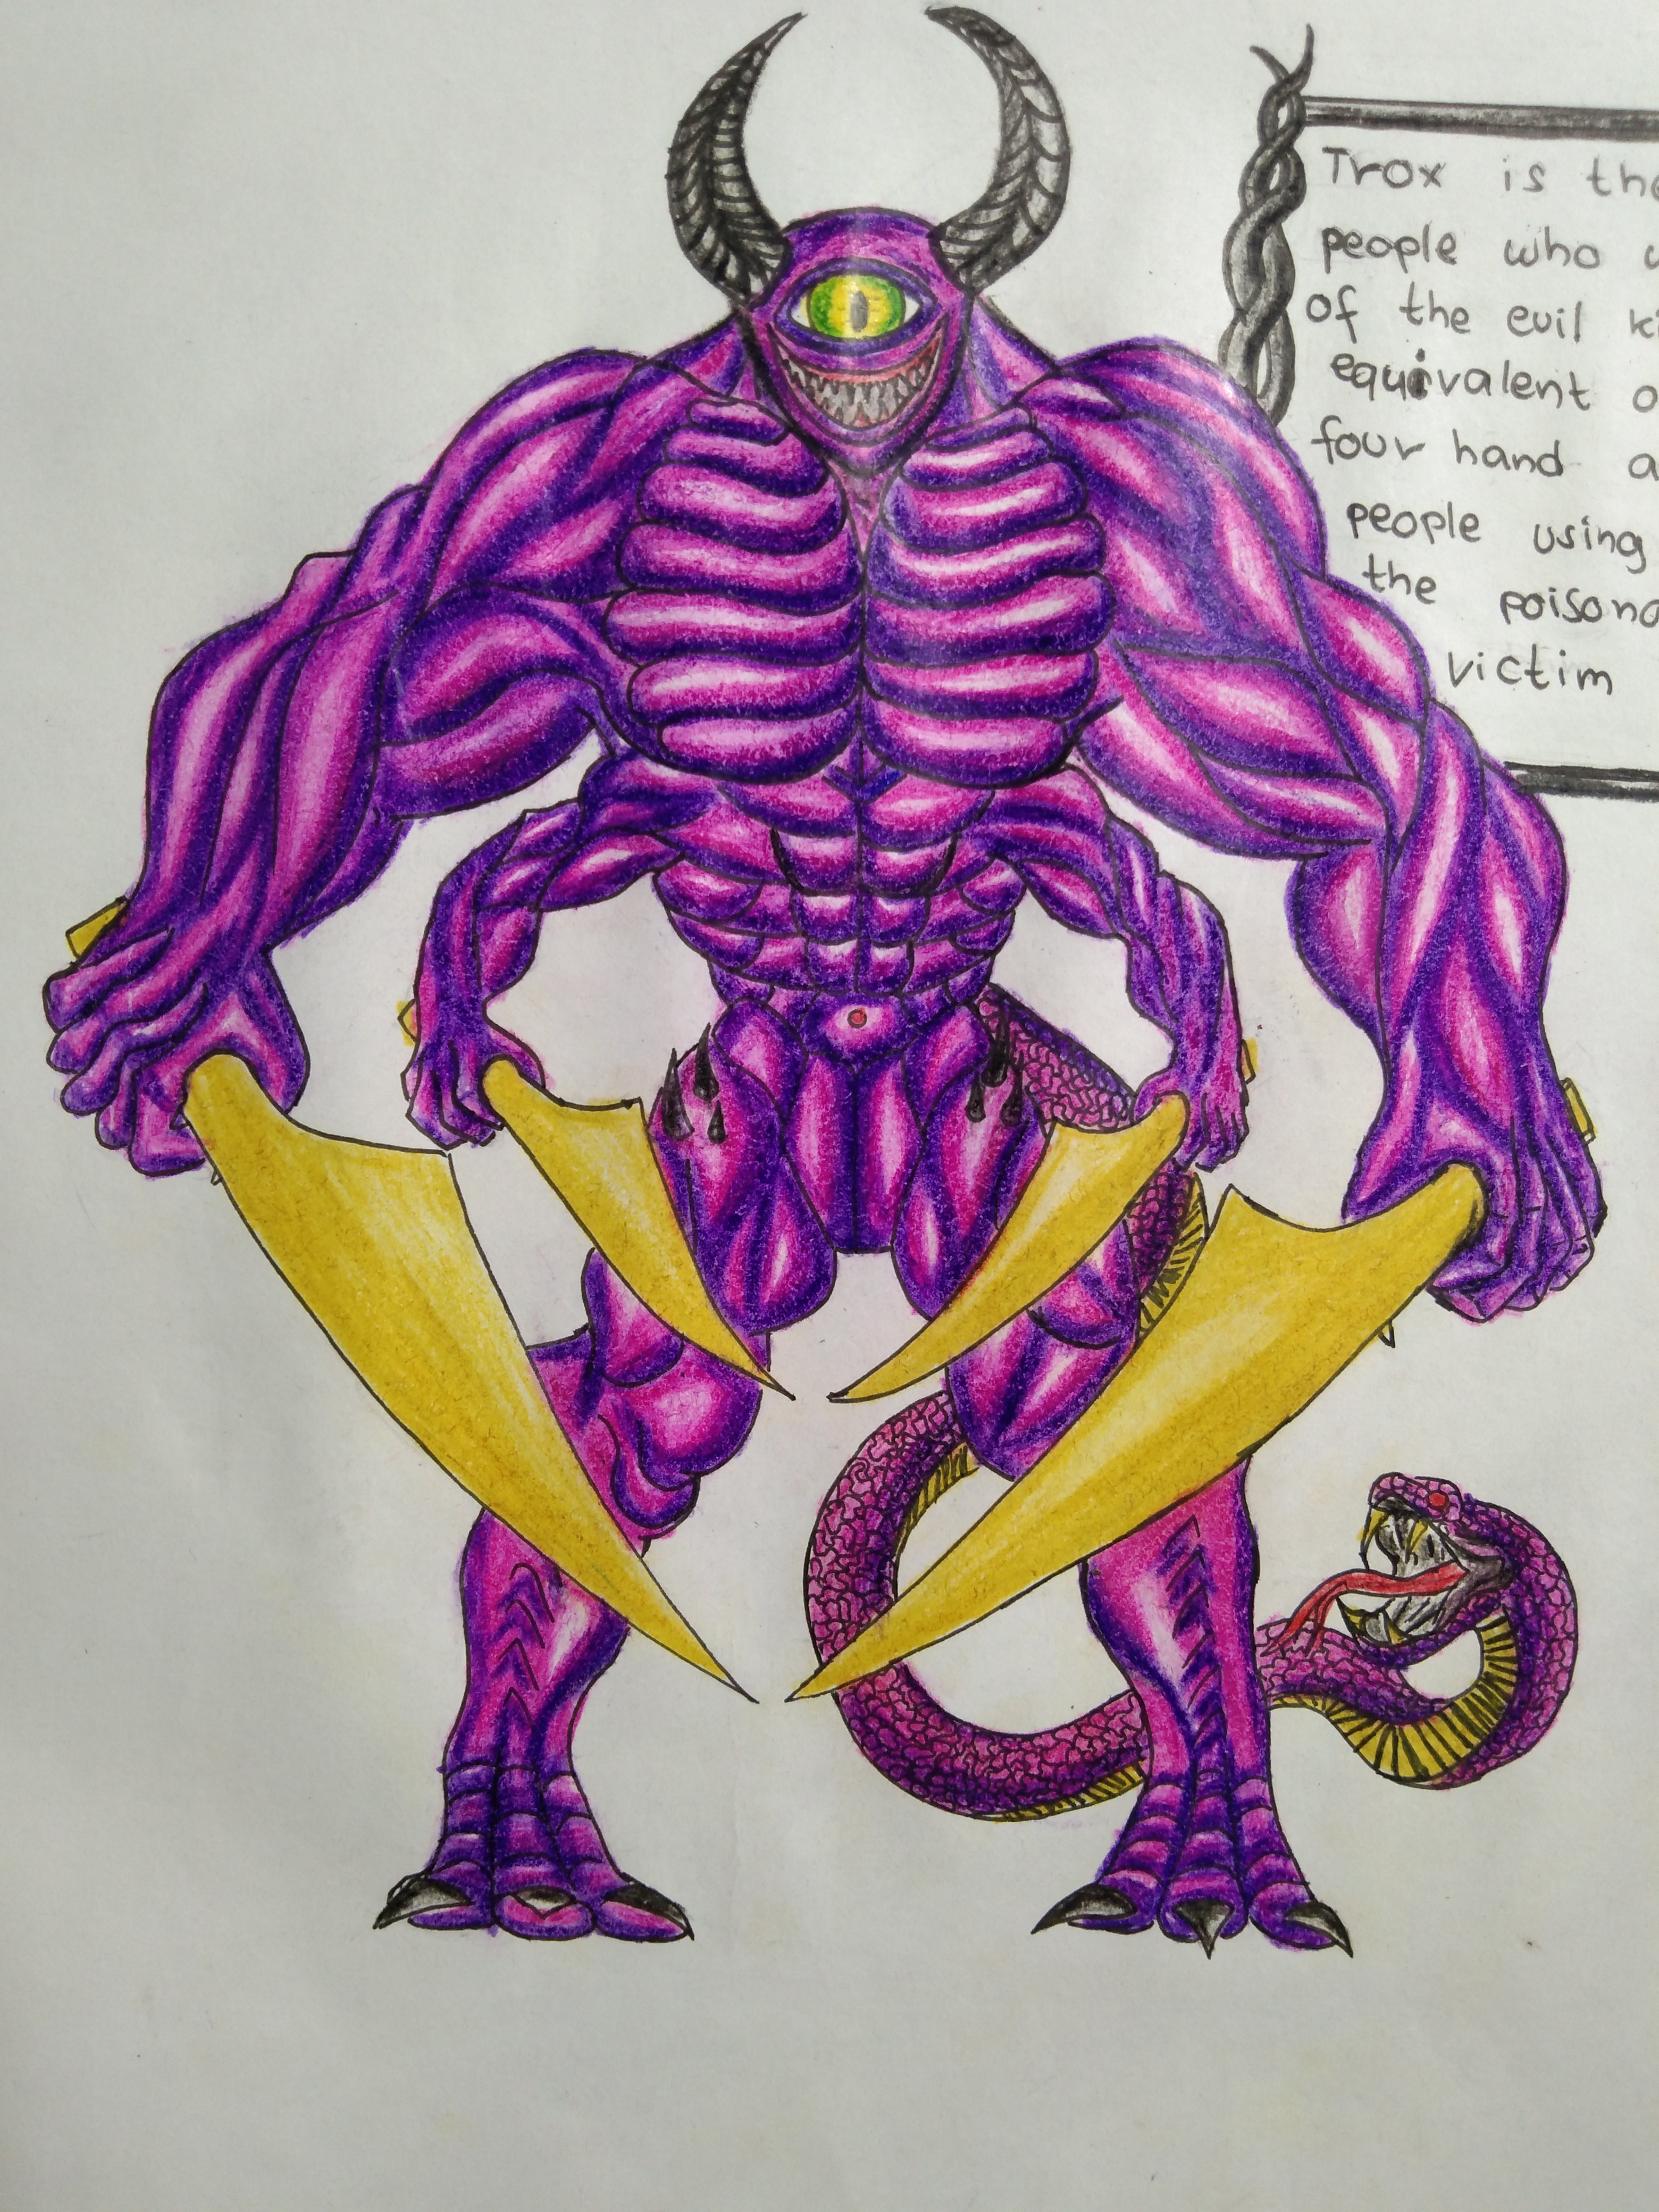 Trox is the
people who
of the evil
equivalent
four hand
people using
the
victim